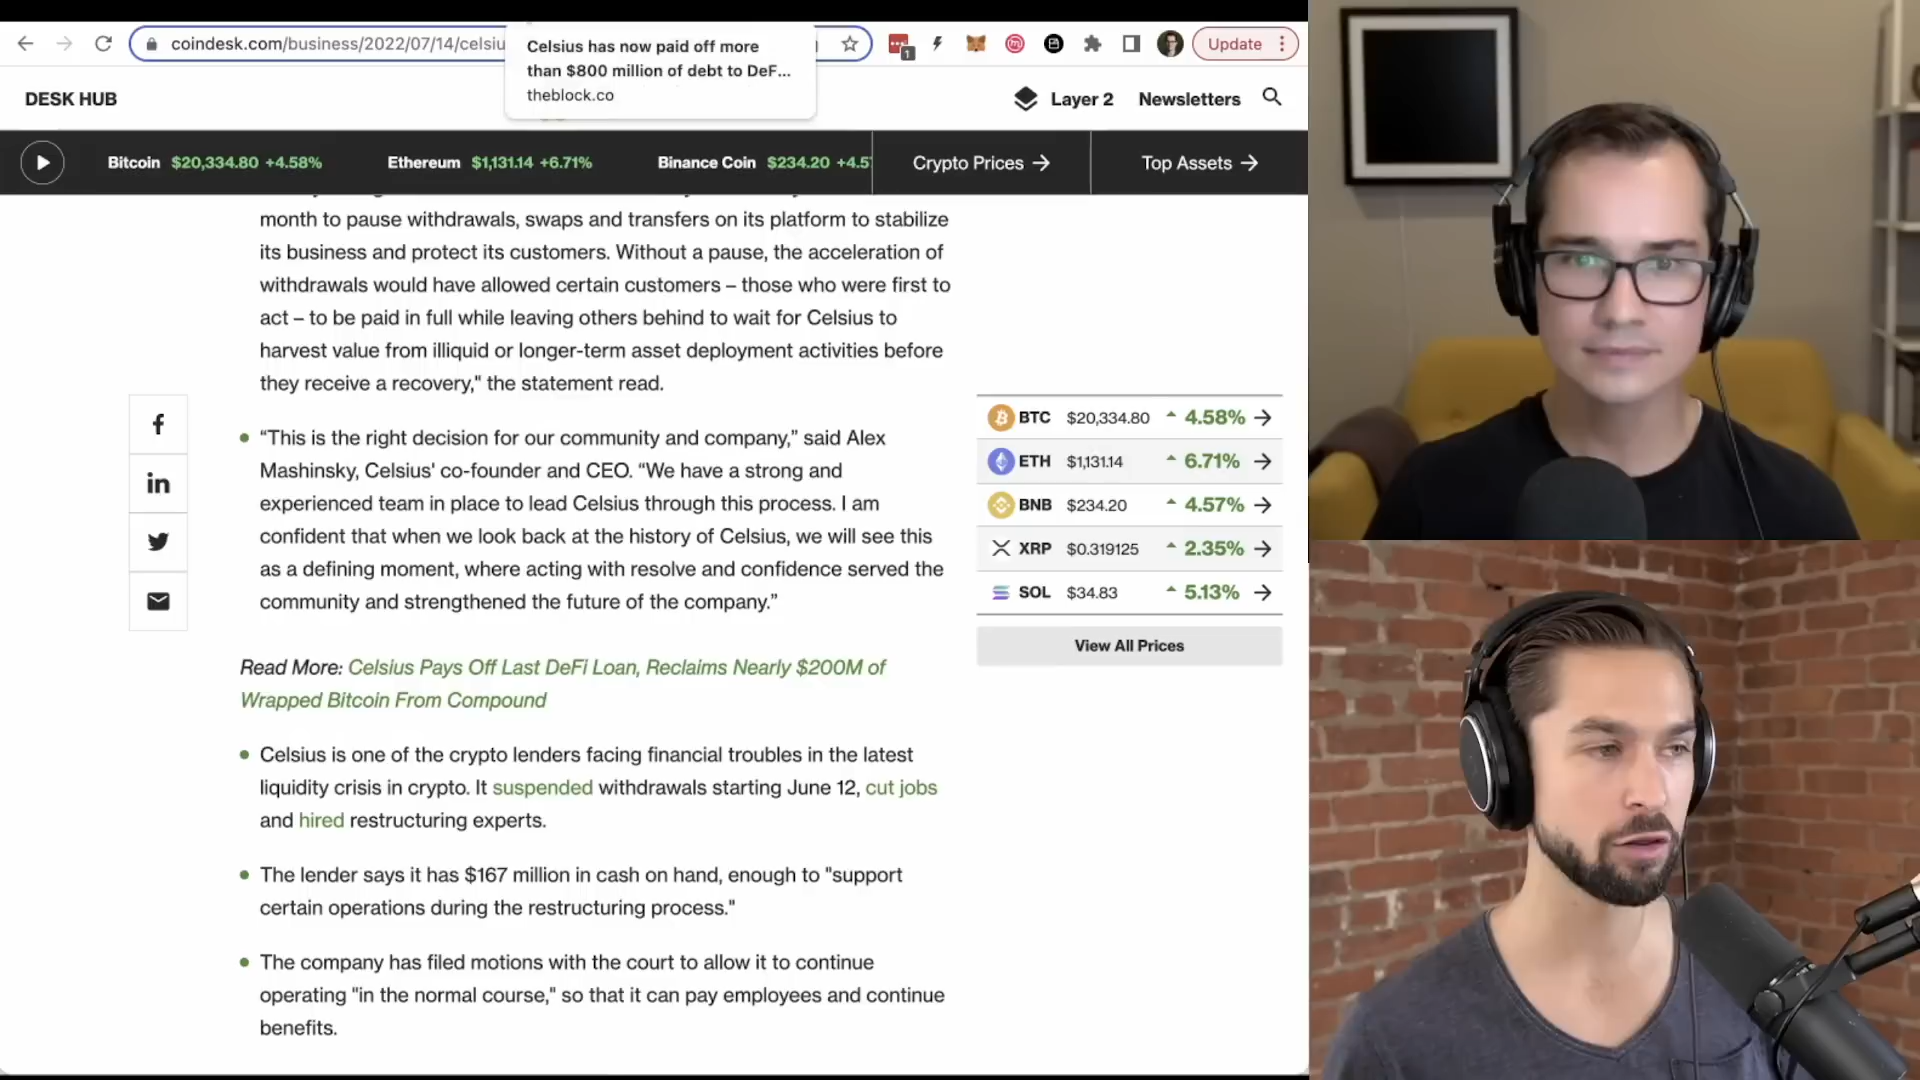 coindesk.com/business/2022/07/14/celsiu
Celsius has now paid off more
than $800 million of debt to DeF...
theblock.co
1
Update
DESK HUB
Layer 2
Newsletters
Bitcoin $20,334.80 +4.58%
Ethereum $1,131.14 +6.71%
Binance Coin $234.20 +4.5
Crypto Prices →
Top Assets →
month to pause withdrawals, swaps and transfers on its platform to stabilize
its business and protect its customers. Without a pause, the acceleration of
withdrawals would have allowed certain customers – those who were first to
act – to be paid in full while leaving others behind to wait for Celsius to
harvest value from illiquid or longer-term asset deployment activities before
they receive a recovery," the statement read.
“This is the right decision for our community and company,” said Alex
Mashinsky, Celsius' co-founder and CEO. “We have a strong and
experienced team in place to lead Celsius through this process. I am
confident that when we look back at the history of Celsius, we will see this
as a defining moment, where acting with resolve and confidence served the
community and strengthened the future of the company.”
Read More: Celsius Pays Off Last DeFi Loan, Reclaims Nearly $200M of
Wrapped Bitcoin From Compound
Celsius is one of the crypto lenders facing financial troubles in the latest
liquidity crisis in crypto. It suspended withdrawals starting June 12, cut jobs
and hired restructuring experts.
The lender says it has $167 million in cash on hand, enough to "support
certain operations during the restructuring process."
The company has filed motions with the court to allow it to continue
operating "in the normal course," so that it can pay employees and continue
benefits.
BTC $20,334.80 4.58% →
ETH $1,131.14 6.71% →
BNB $234.20 4.57% →
XRP $0.319125 2.35% →
SOL $34.83 5.13% →
View All Prices